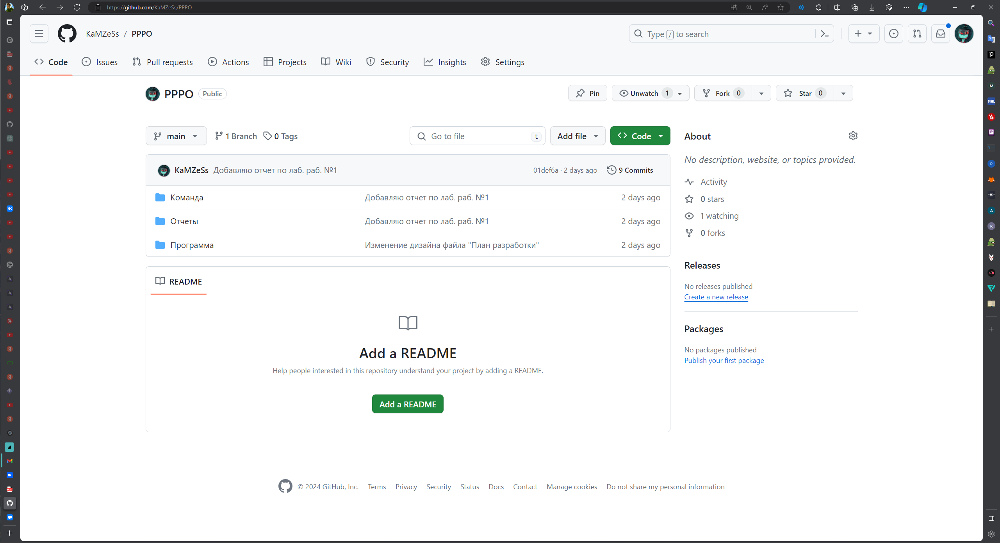 https://github.com/KaMZeSs/PPPO
KaMZeSs / PPPO
Type / to search
Code Issues Pull requests Actions Projects Wiki Security Insights Settings
PPPO Public
Pin Unwatch 1 Fork 0 Star 0
main 1 Branch 0 Tags Go to file t Add file Code
KaMZeSs Добавляю отчет по лаб. раб. №1 01def6a · 2 days ago 9 Commits
Команда Добавляю отчет по лаб. раб. №1 2 days ago
Отчеты Добавляю отчет по лаб. раб. №1 2 days ago
Программа Изменение дизайна файла "План разработки" 2 days ago
README
Add a README
Help people interested in this repository understand your project by adding a README.
Add a README
About
No description, website, or topics provided.
Activity
0 stars
1 watching
0 forks
Releases
No releases published
Create a new release
Packages
No packages published
Publish your first package
© 2024 GitHub, Inc. Terms Privacy Security Status Docs Contact Manage cookies Do not share my personal information